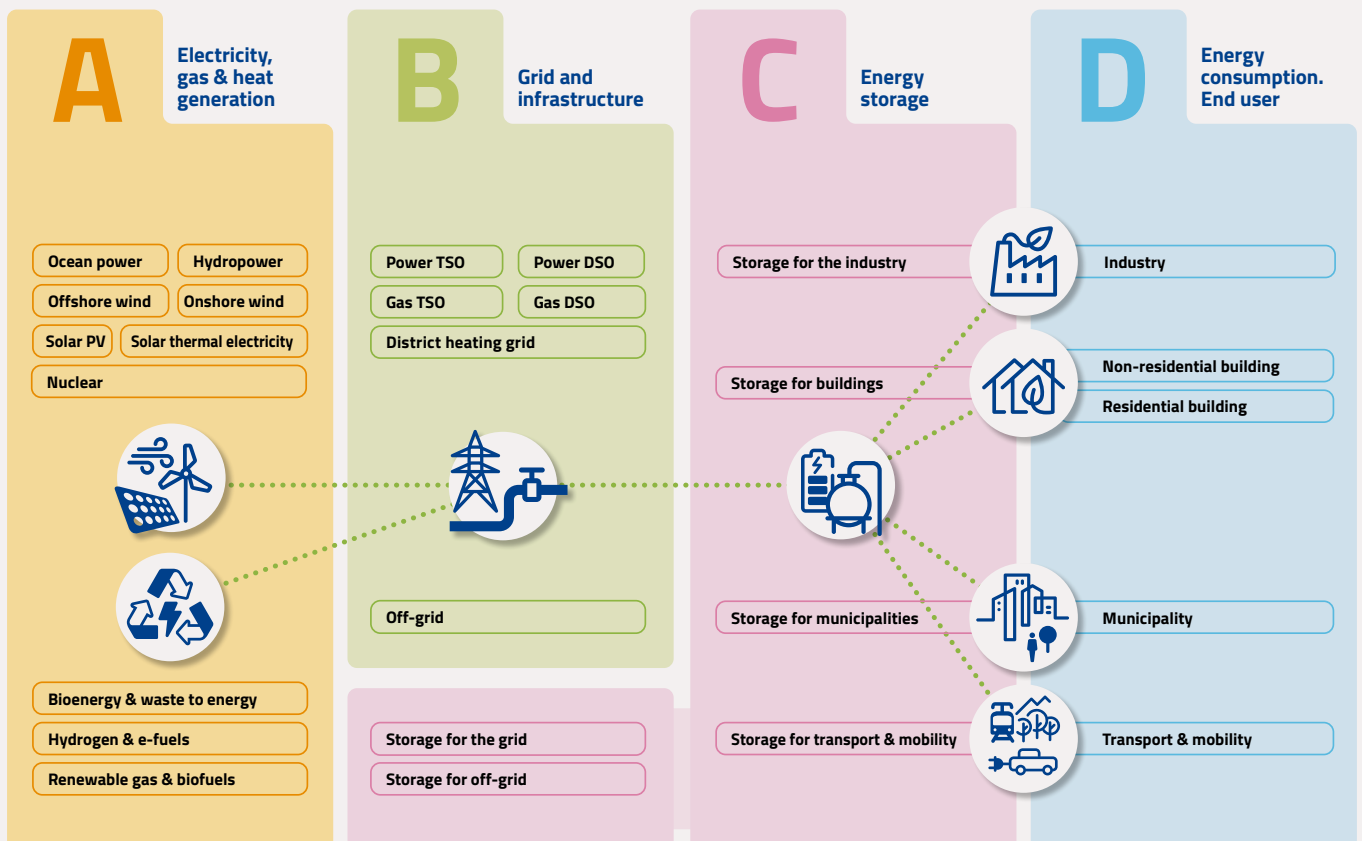 A
Electricity,
gas & heat
generation
Ocean power
Hydropower
Offshore wind
Onshore wind
Solar PV
Solar thermal electricity
Nuclear
Bioenergy & waste to energy
Hydrogen & e-fuels
Renewable gas & biofuels
B
Grid and
infrastructure
Power TSO
Power DSO
Gas TSO
Gas DSO
District heating grid
Off-grid
Storage for the grid
Storage for off-grid
C
Energy
storage
Storage for the industry
Storage for buildings
Storage for municipalities
Storage for transport & mobility
D
Energy
consumption.
End user
Industry
Non-residential building
Residential building
Municipality
Transport & mobility